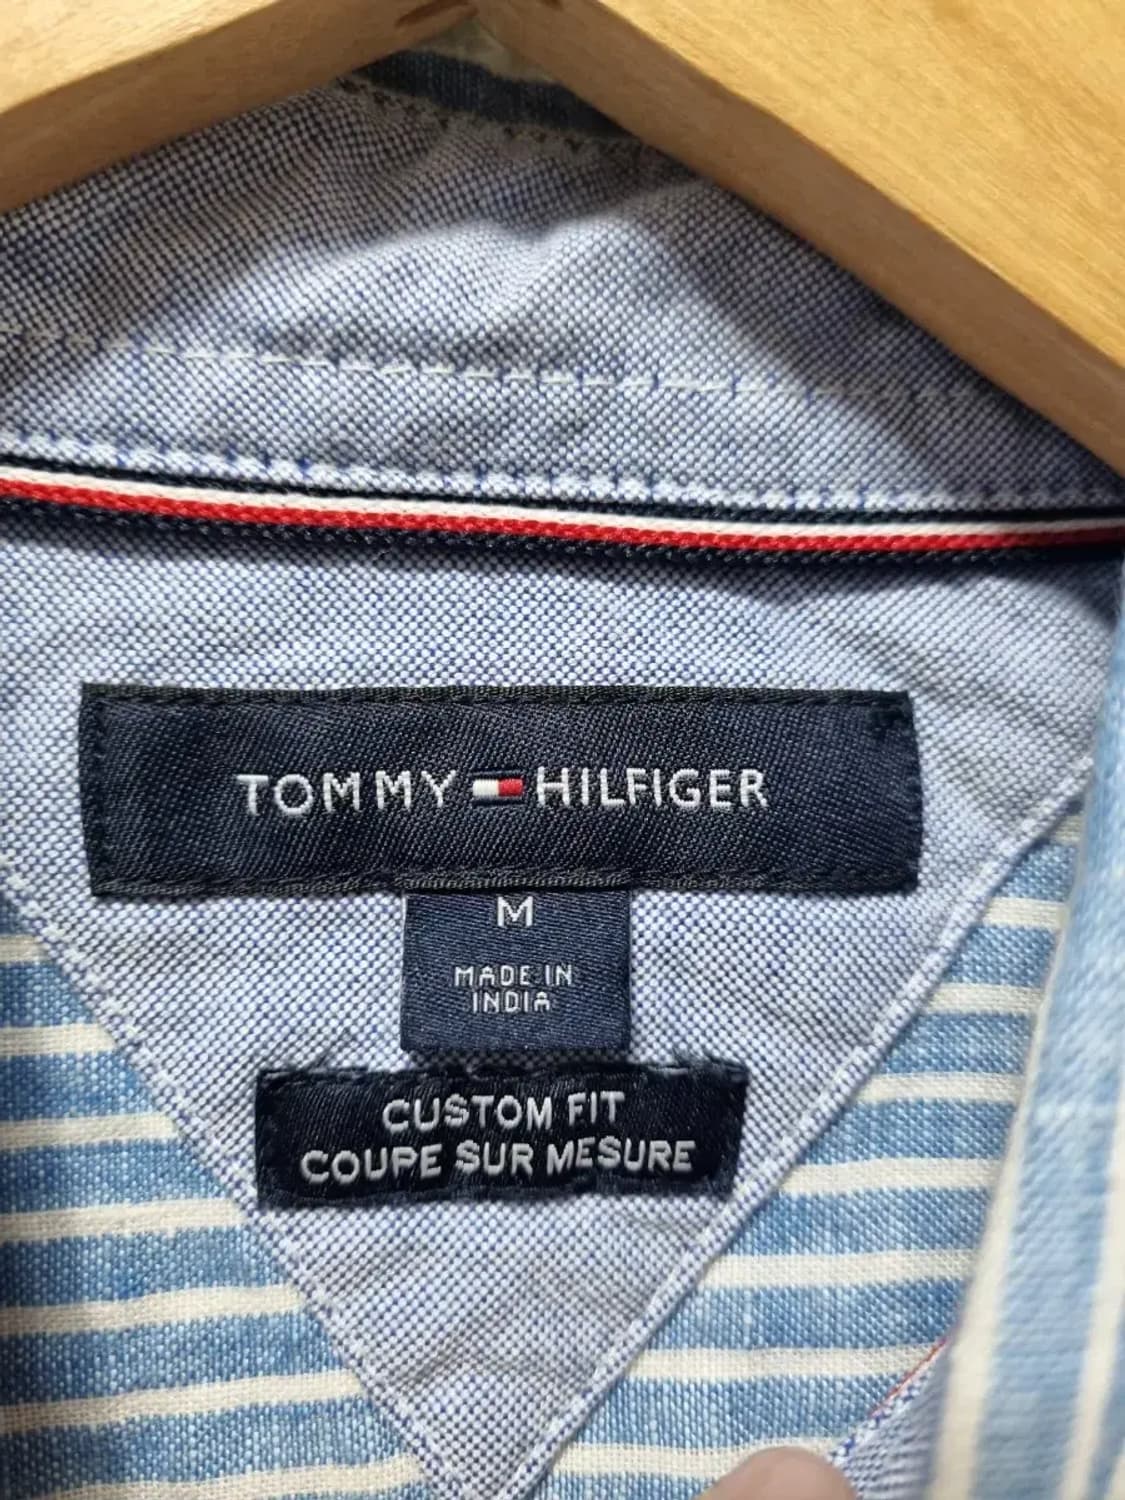 TOMMY HILFIGER
M
MADE IN
INDIA
CUSTOM FIT
COUPE SUR MESURE